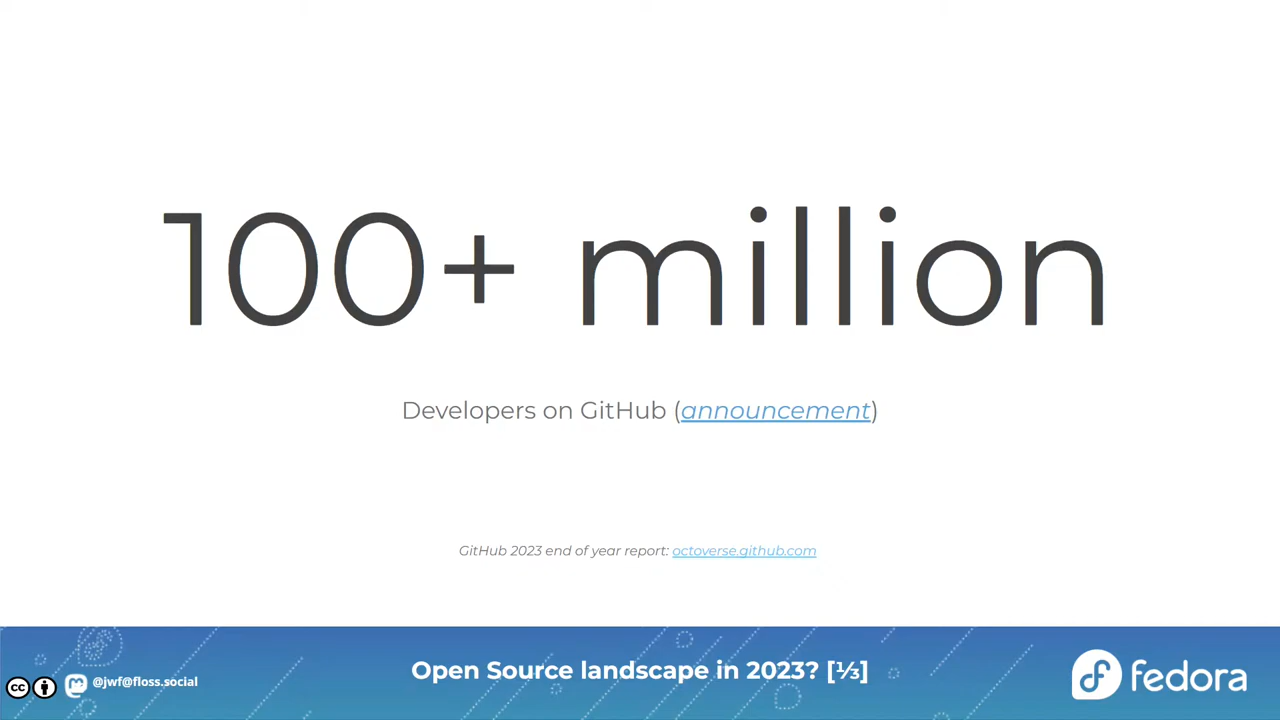 100+ million
Developers on GitHub (announcement)
GitHub 2023 end of year report: octoverse.github.com
cc
@jwf@floss.social
Open Source landscape in 2023? [⅓]
fedora